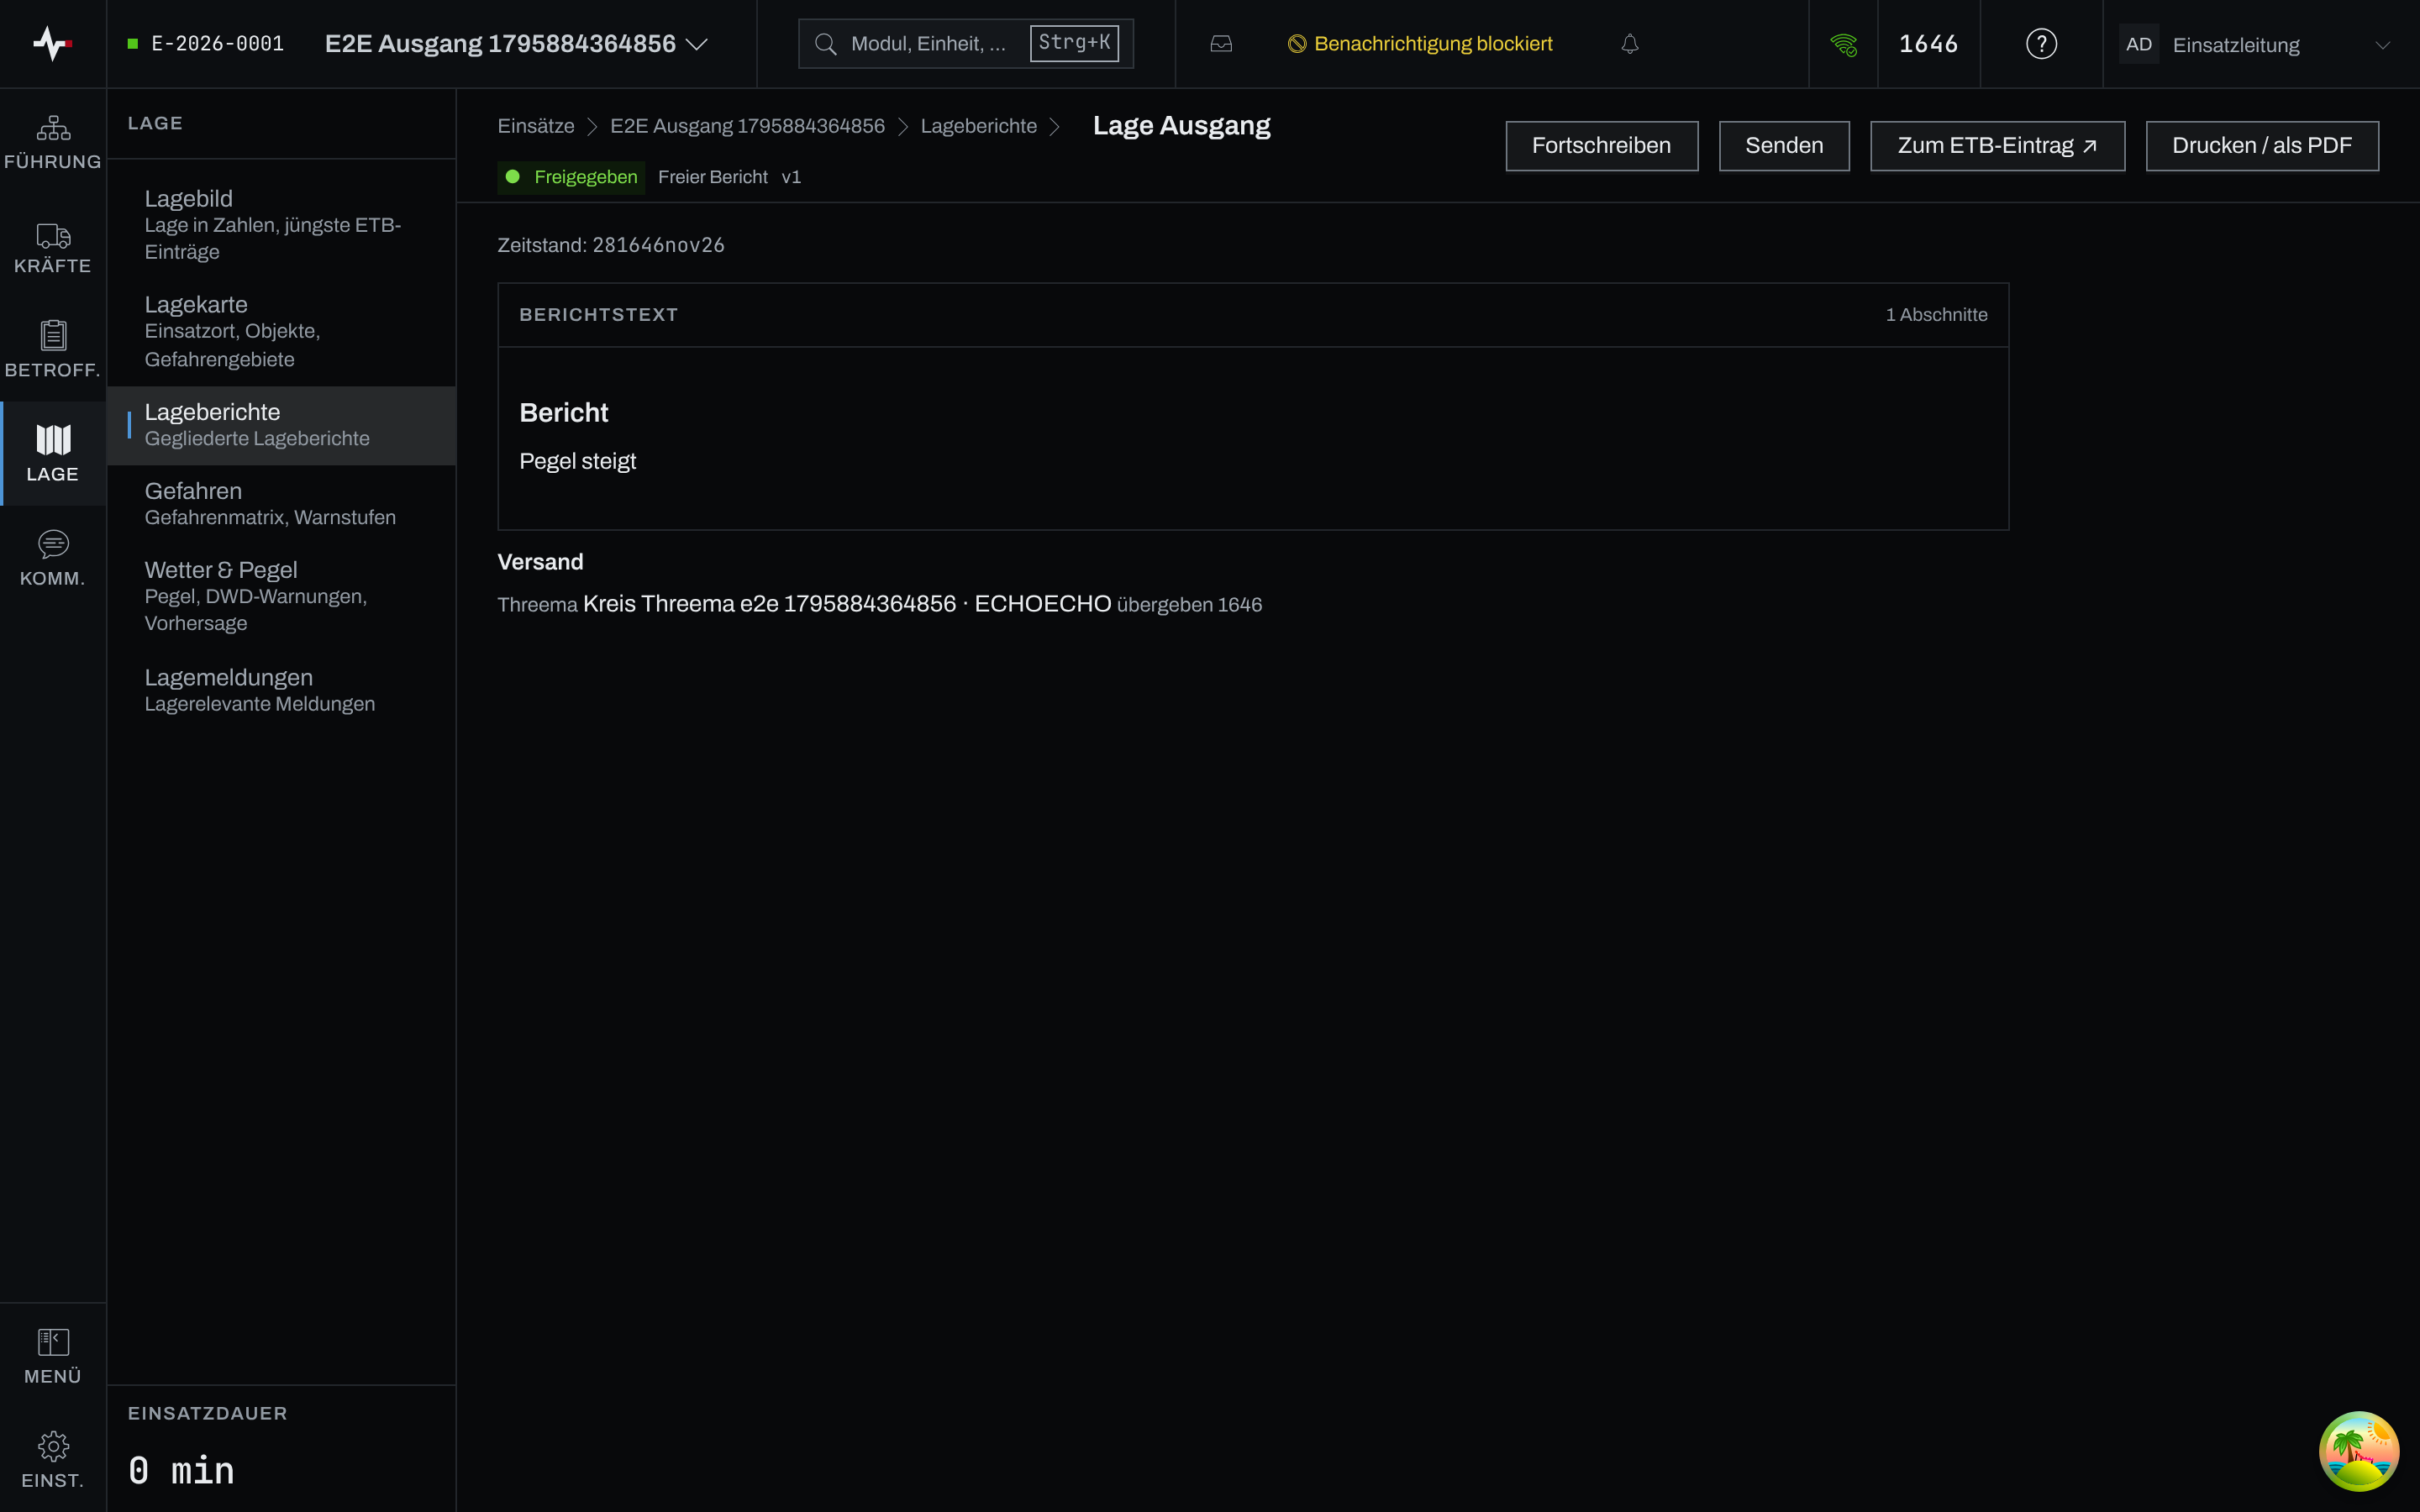 E-2026-0001
E2E Ausgang 1795884364856
Modul, Einheit, ...
Strg+K
Benachrichtigung blockiert
1646
?
AD
Einsatzleitung
FÜHRUNG
KRÄFTE
BETROFF.
LAGE
KOMM.
MENÜ
EINST.
LAGE
Lagebild
Lage in Zahlen, jüngste ETB-
Einträge
Lagekarte
Einsatzort, Objekte,
Gefahrengebiete
Lageberichte
Gegliederte Lageberichte
Gefahren
Gefahrenmatrix, Warnstufen
Wetter & Pegel
Pegel, DWD-Warnungen,
Vorhersage
Lagemeldungen
Lagerelevante Meldungen
EINSATZDAUER
0 min
Einsätze
E2E Ausgang 1795884364856
Lageberichte
Lage Ausgang
Freigegeben
Freier Bericht
v1
Fortschreiben
Senden
Zum ETB-Eintrag ↗
Drucken / als PDF
Zeitstand: 281646nov26
BERICHTSTEXT
1 Abschnitte
Bericht
Pegel steigt
Versand
Threema Kreis Threema e2e 1795884364856 · ECHOECHO übergeben 1646